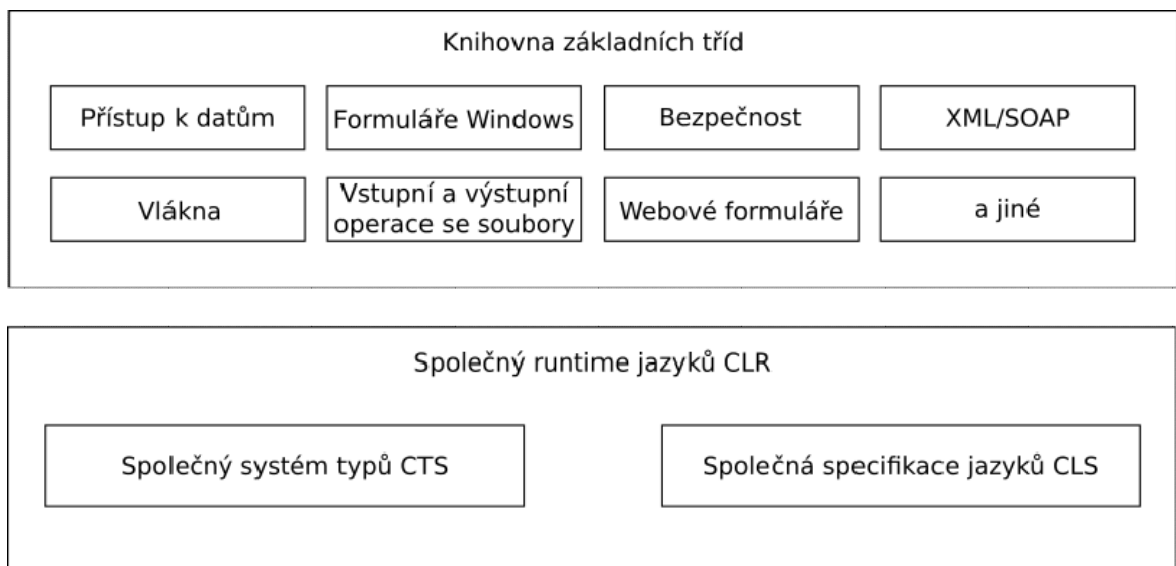 Knihovna základních tříd
Přístup k datům
Formuláře Windows
Bezpečnost
XML/SOAP
Vlákna
Vstupní a výstupní
operace se soubory
Webové formuláře
a jiné
Společný runtime jazyků CLR
Společný systém typů CTS
Společná specifikace jazyků CLS